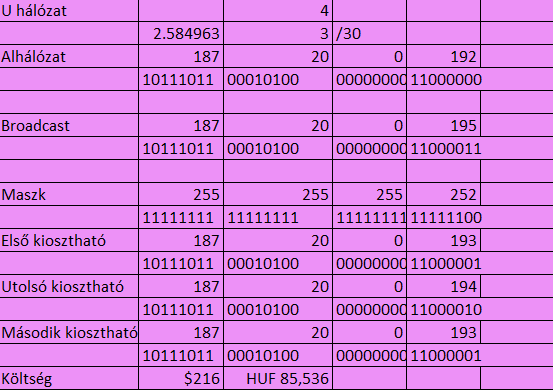 U hálózat 4
2.584963 3 /30
Alhálózat 187 20 0 192
10111011 00010100 00000000 11000000
Broadcast 187 20 0 195
10111011 00010100 00000000 11000011
Maszk 255 255 255 252
11111111 11111111 11111111 11111100
Első kiosztható 187 20 0 193
10111011 00010100 00000000 11000001
Utolsó kiosztható 187 20 0 194
10111011 00010100 00000000 11000010
Második kiosztható 187 20 0 193
10111011 00010100 00000000 11000001
Költség $216 HUF 85,536